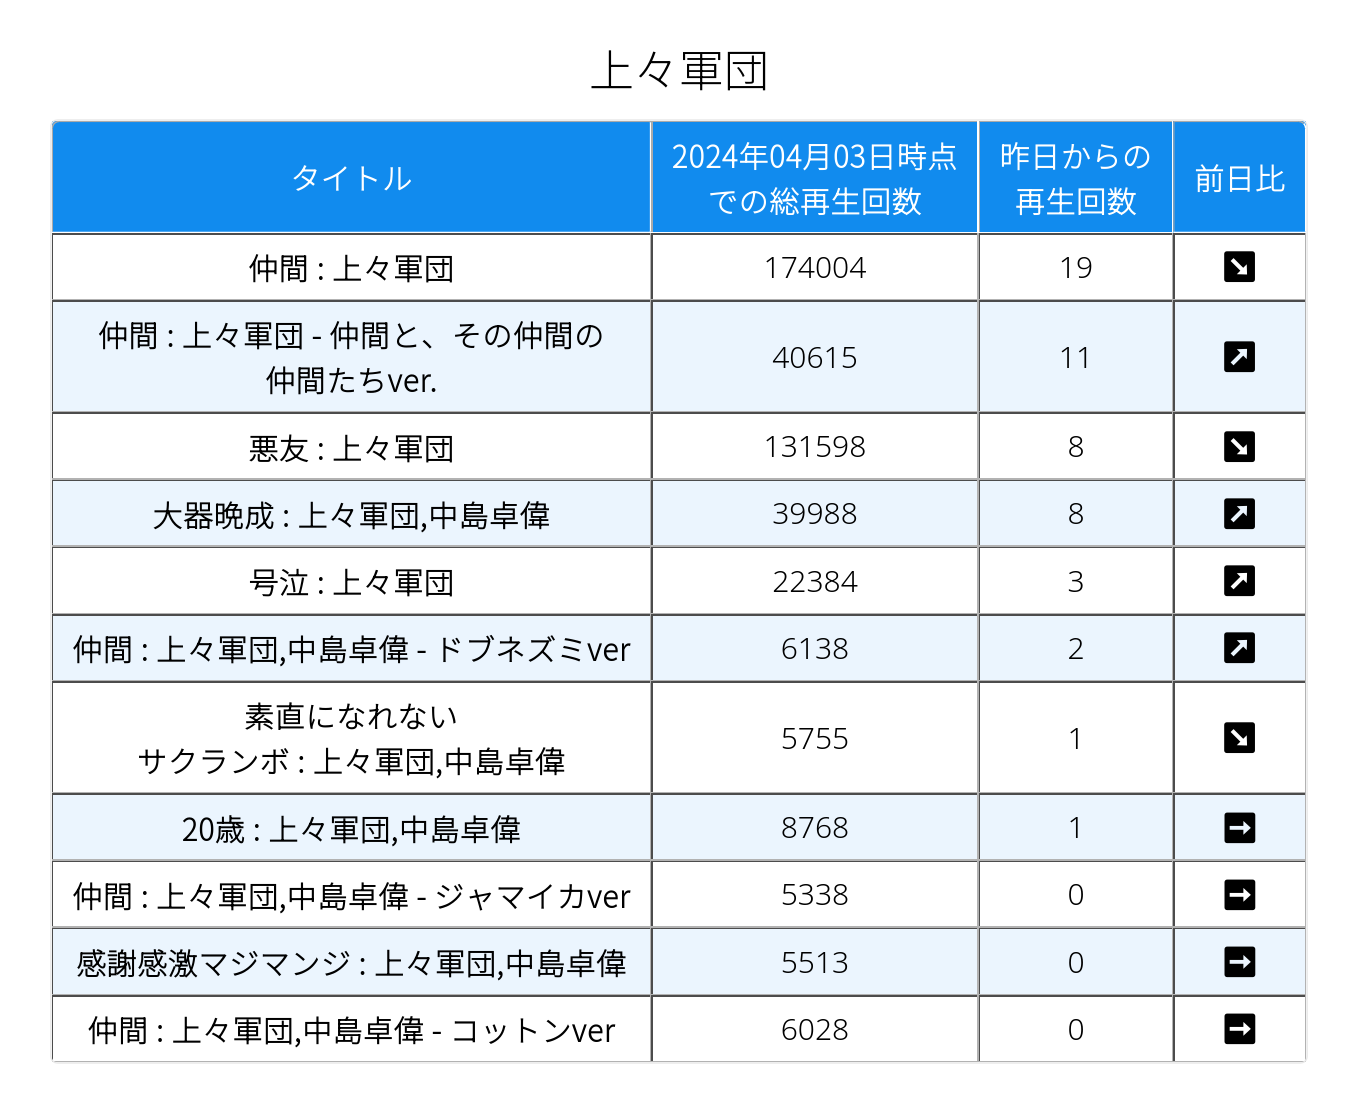 上々軍団
タイトル
2024年04月03日時点
での総再生回数
昨日からの
再生回数
前日比
仲間 : 上々軍団
174004
19
仲間 : 上々軍団 - 仲間と、その仲間の
仲間たちver.
40615
11
悪友 : 上々軍団
131598
8
大器晩成 : 上々軍団,中島卓偉
39988
8
号泣 : 上々軍団
22384
3
仲間 : 上々軍団,中島卓偉 - ドブネズミver
6138
2
素直になれない
サクランボ : 上々軍団,中島卓偉
5755
1
20歳 : 上々軍団,中島卓偉
8768
1
仲間 : 上々軍団,中島卓偉 - ジャマイカver
5338
0
感謝感激マジマンジ : 上々軍団,中島卓偉
5513
0
仲間 : 上々軍団,中島卓偉 - コットンver
6028
0